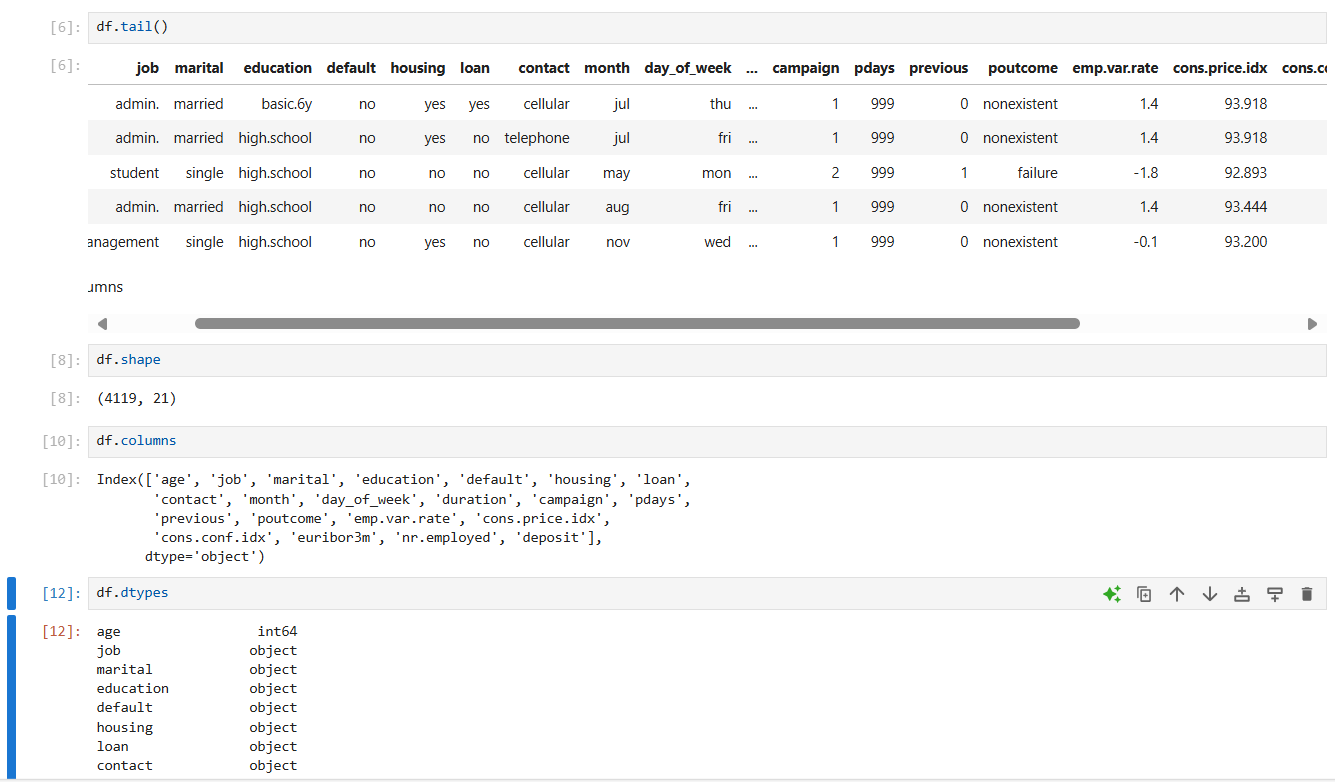 [6]: df.tail()
[6]: job marital education default housing loan contact month day_of_week ... campaign pdays previous poutcome emp.var.rate cons.price.idx cons.c
admin. married basic.6y no yes yes cellular jul thu ... 1 999 0 nonexistent 1.4 93.918
admin. married high.school no yes no telephone jul fri ... 1 999 0 nonexistent 1.4 93.918
student single high.school no no no cellular may mon ... 2 999 1 failure -1.8 92.893
admin. married high.school no no no cellular aug fri ... 1 999 0 nonexistent 1.4 93.444
anagement single high.school no yes no cellular nov wed ... 1 999 0 nonexistent -0.1 93.200
umns
[8]: df.shape
[8]: (4119, 21)
[10]: df.columns
[10]: Index(['age', 'job', 'marital', 'education', 'default', 'housing', 'loan',
'contact', 'month', 'day_of_week', 'duration', 'campaign', 'pdays',
'previous', 'poutcome', 'emp.var.rate', 'cons.price.idx',
'cons.conf.idx', 'euribor3m', 'nr.employed', 'deposit'],
dtype='object')
[12]: df.dtypes
[12]: age int64
job object
marital object
education object
default object
housing object
loan object
contact object